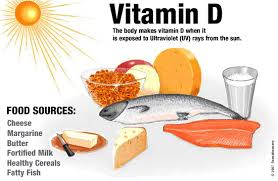 Vitamin D
The body makes vitamin D when it
is exposed to Ultraviolet (UV) rays from the sun.
FOOD SOURCES:
Cheese
Margarine
Butter
Fortified Milk
Healthy Cereals
Fatty Fish